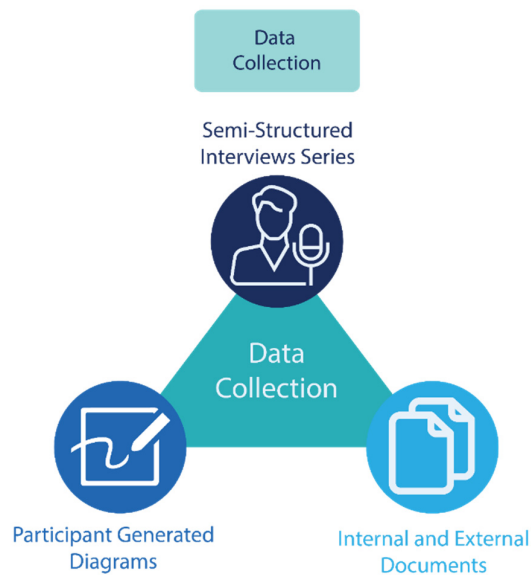 Data
Collection
Semi-Structured
Interviews Series
Data
Collection
Participant Generated
Diagrams
Internal and External
Documents